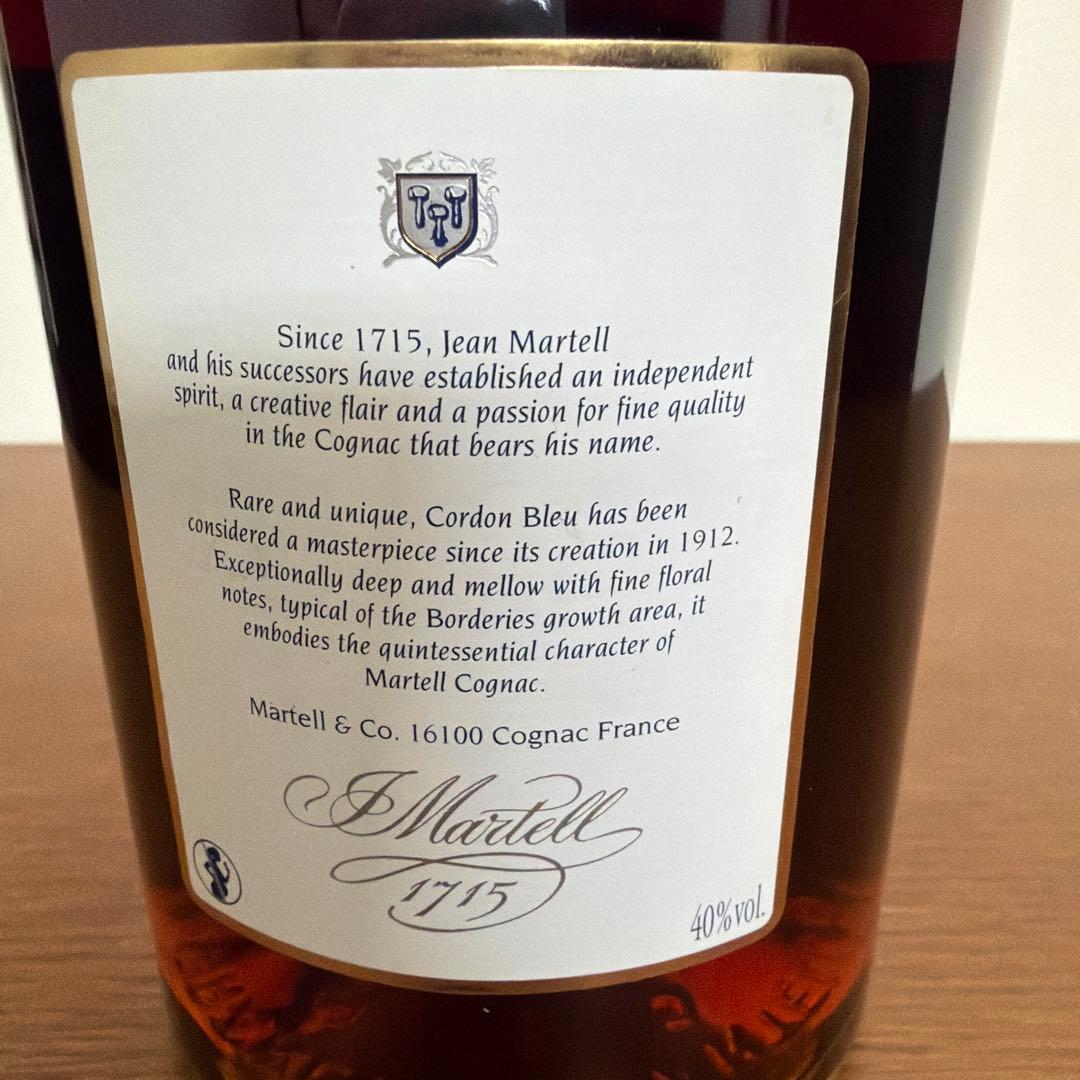 Since 1715, Jean Martell
and his successors have established an independent
spirit, a creative flair and a passion for fine quality
in the Cognac that bears his name.
Rare and unique, Cordon Bleu has been
considered a masterpiece since its creation in 1912.
Exceptionally deep and mellow with fine floral
notes, typical of the Borderies growth area, it
embodies the quintessential character of
Martell Cognac.
Martell & Co. 16100 Cognac France
J Martell
1715
40%vol.